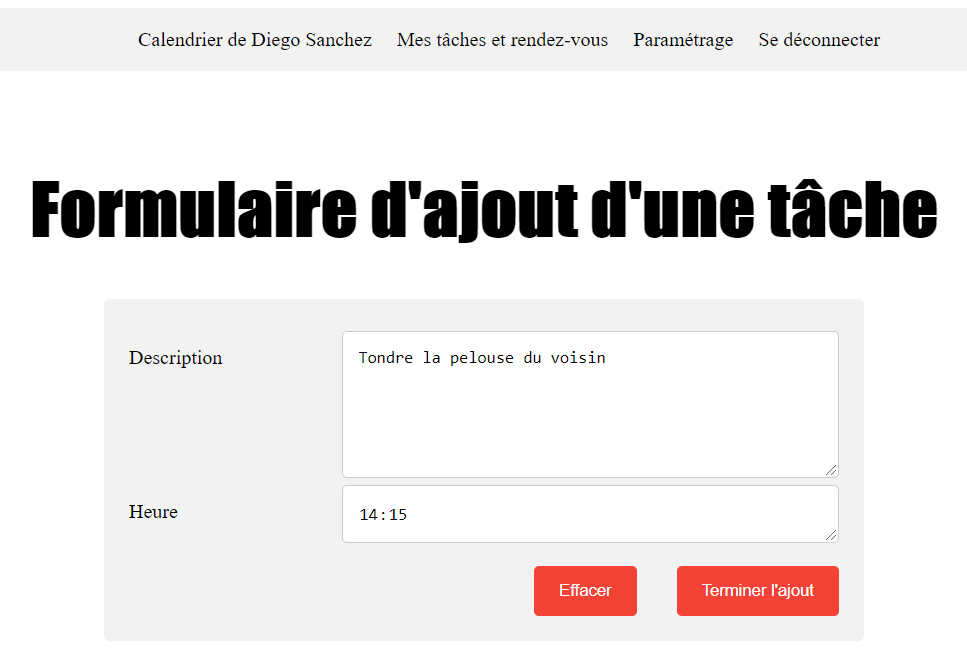 Calendrier de Diego Sanchez Mes tâches et rendez-vous Paramétrage Se déconnecter
Formulaire d'ajout d'une tâche
Description Tondre la pelouse du voisin
Heure 14:15
Effacer Terminer l'ajout